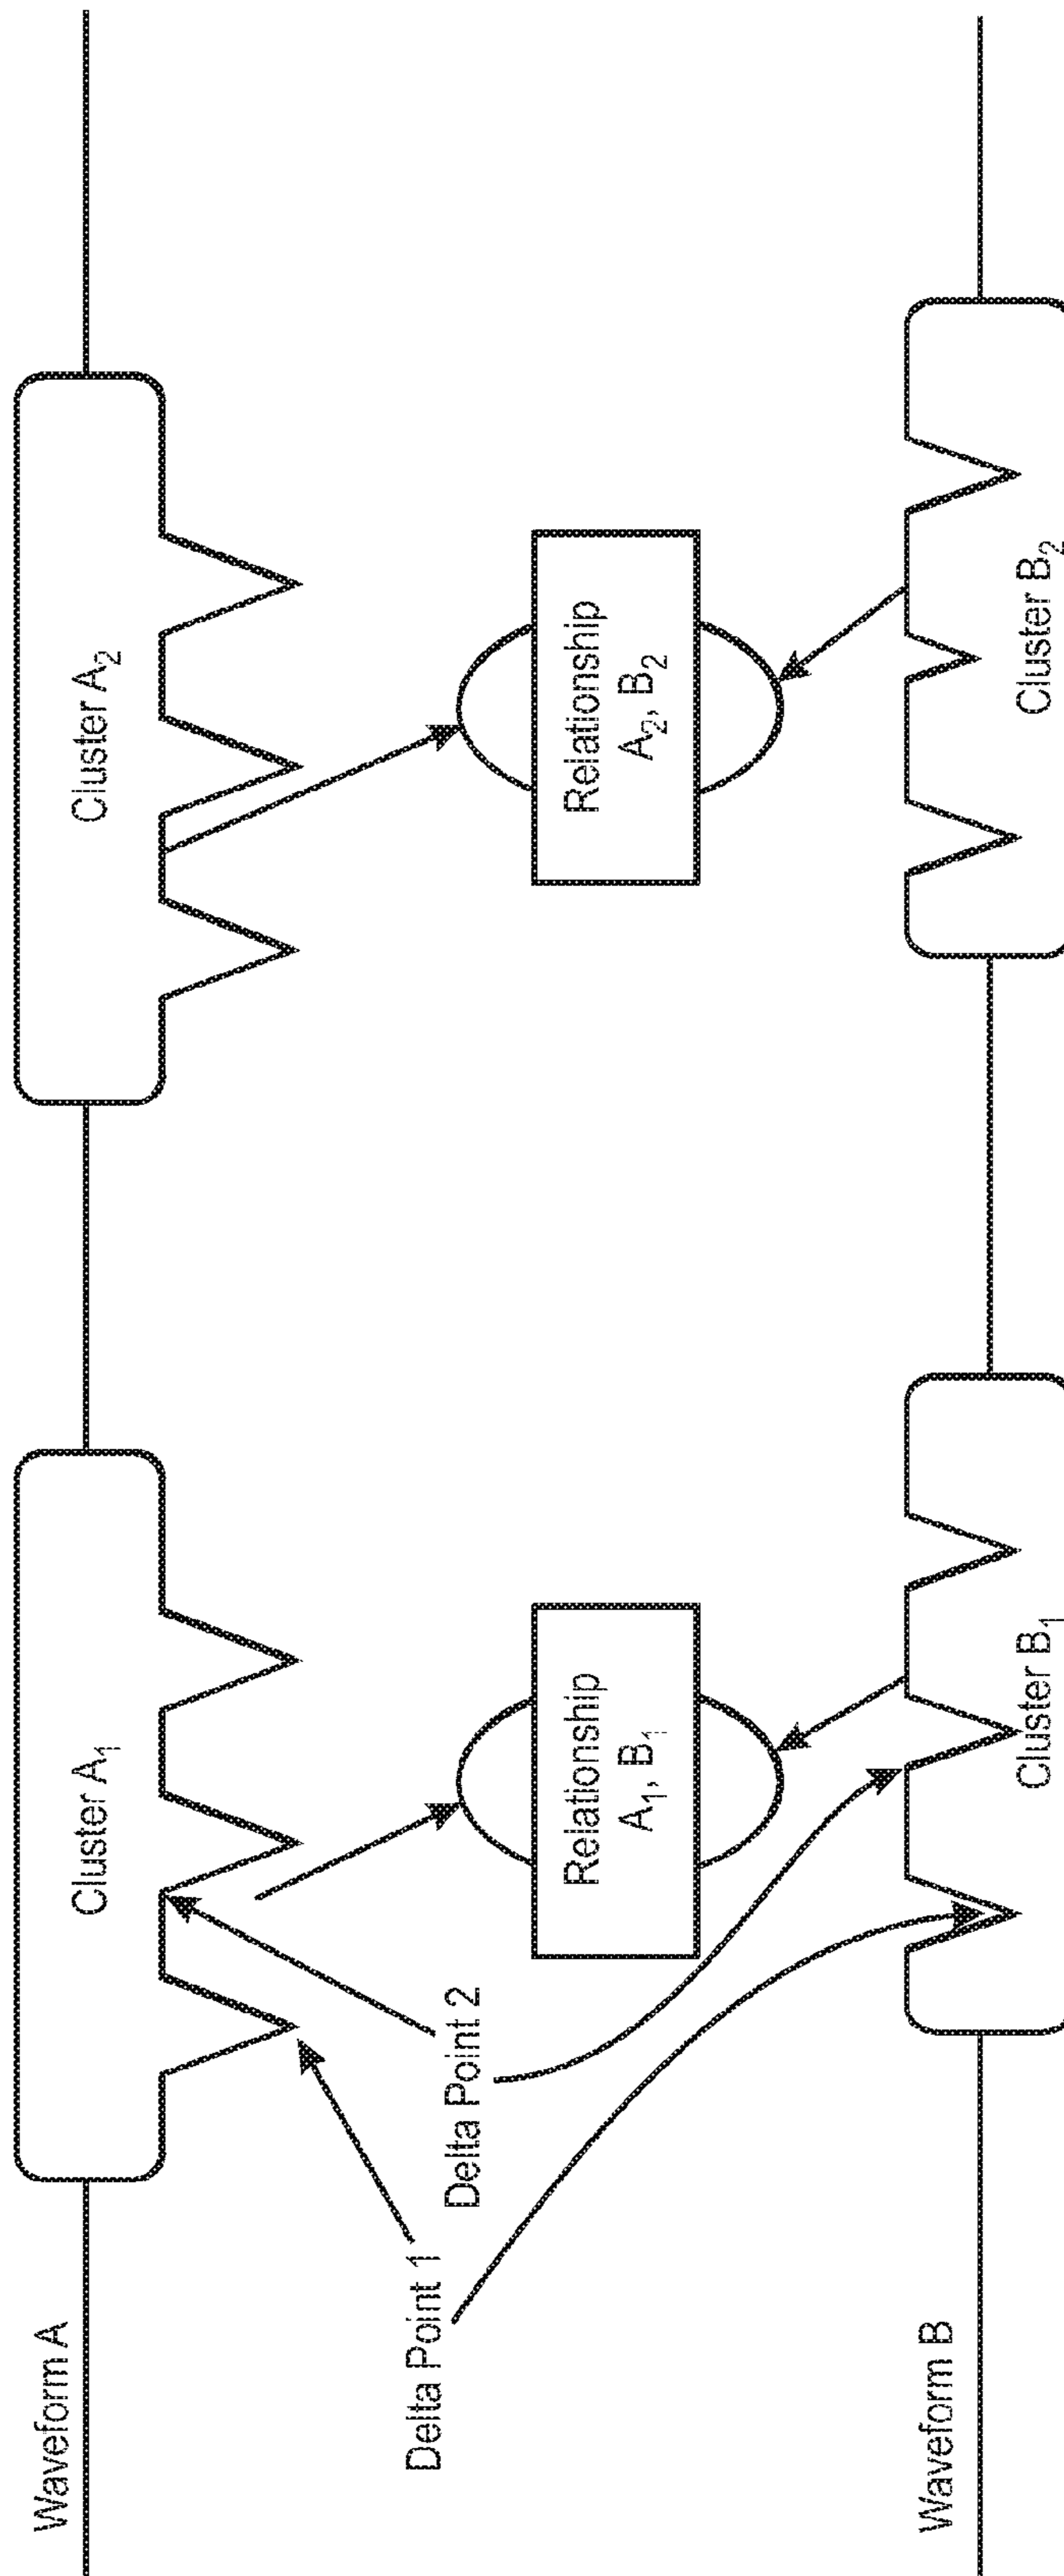 Waveform A
Cluster A₁
Cluster A₂
Delta Point 1
Delta Point 2
Relationship
A₁, B₁
Relationship
A₂, B₂
Waveform B
Cluster B₁
Cluster B₂